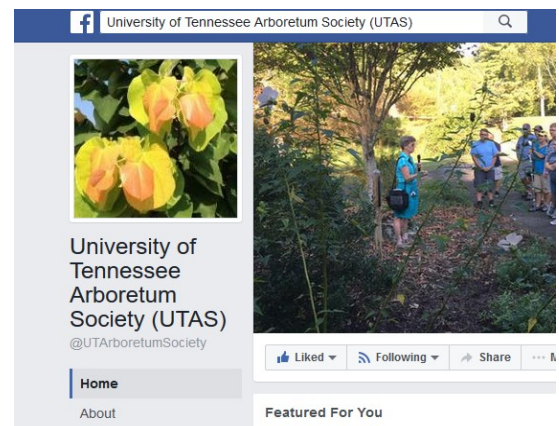 f
University of Tennessee Arboretum Society (UTAS)
University of
Tennessee
Arboretum
Society (UTAS)
@UTArboretumSociety
Home
About
Liked
Following
Share
Featured For You